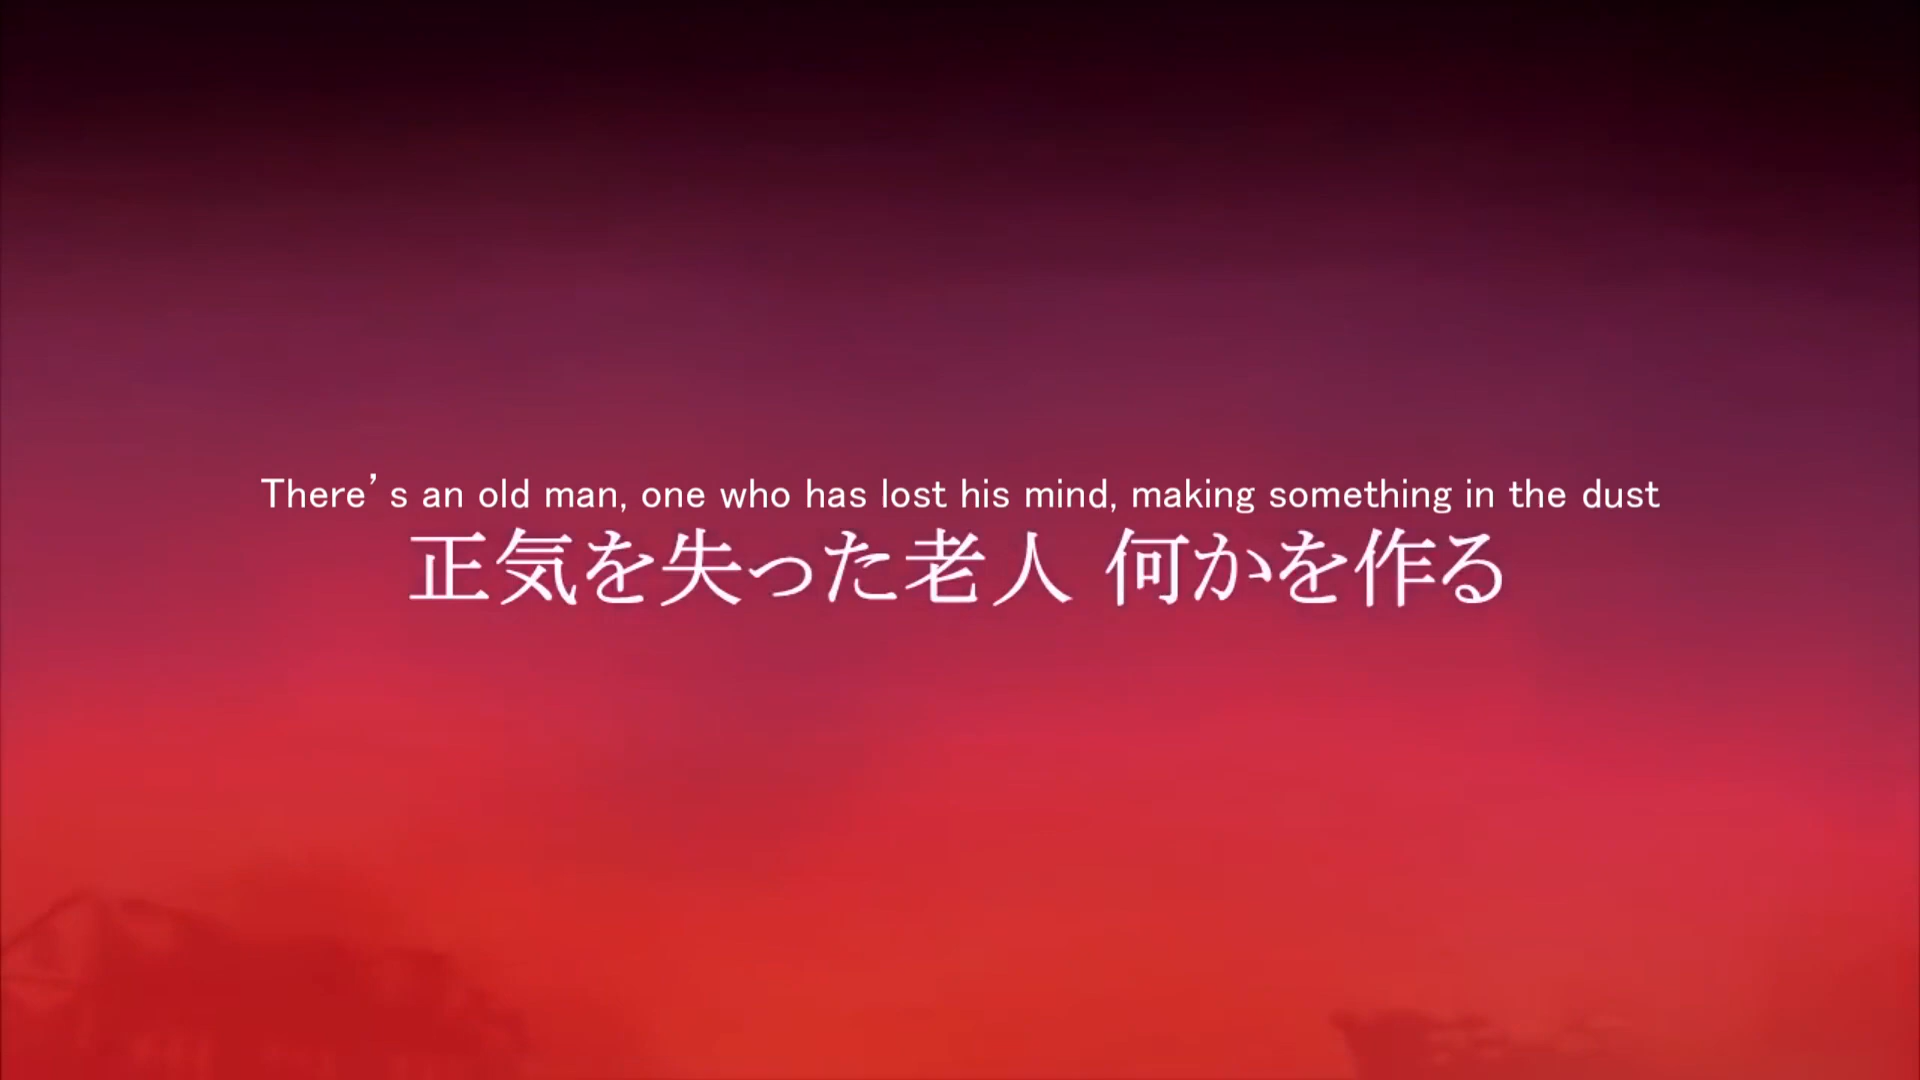 There’s an old man, one who has lost his mind, making something in the dust
正気を失った老人 何かを作る